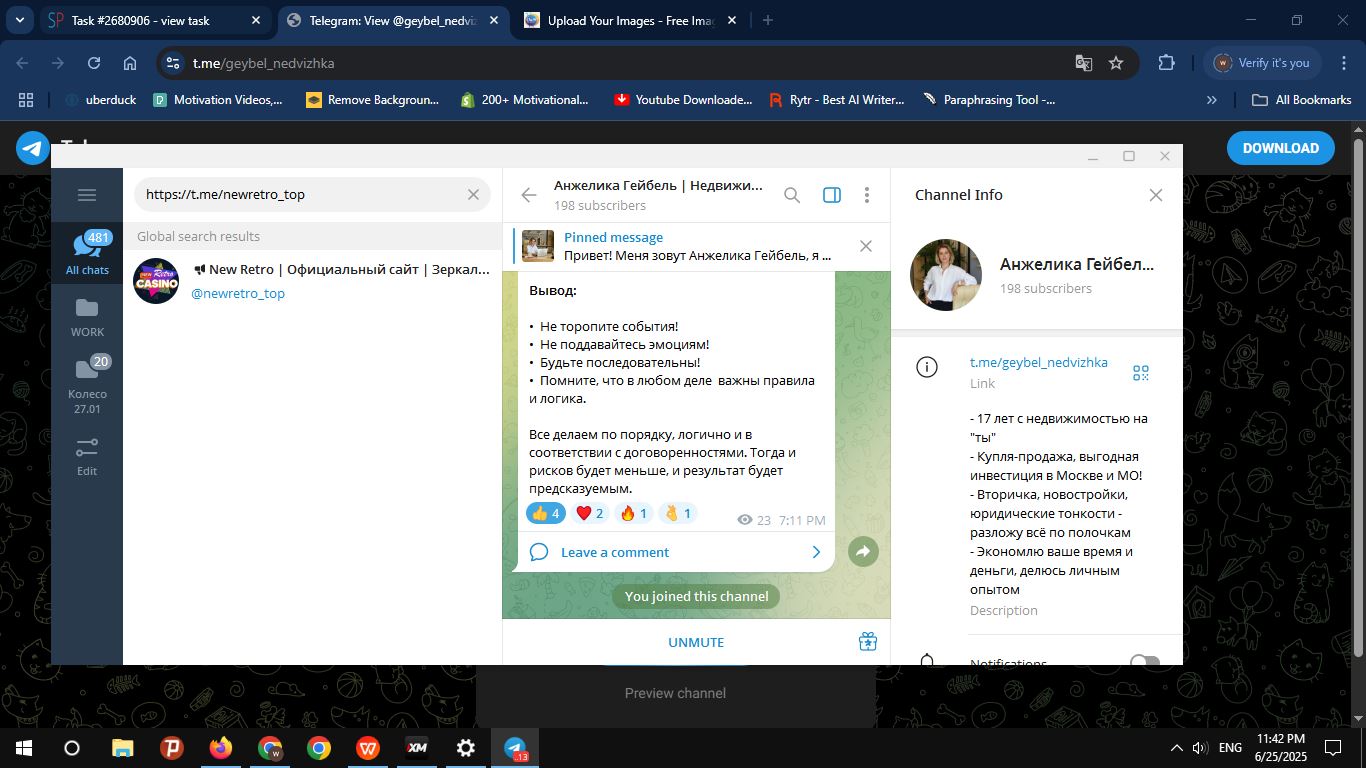 Task #2680906 - view task
Telegram: View @geybel_nedviz
Upload Your Images - Free Imag
t.me/geybel_nedvizhka
Verify it's you
uberduck
Motivation Videos,...
Remove Backgroun...
200+ Motivational...
Youtube Downloade...
Rytr - Best AI Writer...
Paraphrasing Tool -...
All Bookmarks
DOWNLOAD
https://t.me/newretro_top
Global search results
481
All chats
WORK
20
Колесо
27.01
Edit
New Retro
CASINO
New Retro | Официальный сайт | Зеркал...
@newretro_top
Анжелика Гейбель | Недвижи...
198 subscribers
Pinned message
Привет! Меня зовут Анжелика Гейбель, я ...
Вывод:
• Не торопите события!
• Не поддавайтесь эмоциям!
• Будьте последовательны!
• Помните, что в любом деле важны правила
и логика.
Все делаем по порядку, логично и в
соответствии с договоренностями. Тогда и
рисков будет меньше, и результат будет
предсказуемым.
4 2 1 1
23 7:11 PM
Leave a comment
You joined this channel
UNMUTE
Channel Info
Анжелика Гейбел...
198 subscribers
t.me/geybel_nedvizhka
Link
- 17 лет с недвижимостью на
"ты"
- Купля-продажа, выгодная
инвестиция в Москве и МО!
- Вторичка, новостройки,
юридические тонкости -
разложу всё по полочкам
- Экономлю ваше время и
деньги, делюсь личным
опытом
Description
Notifications
Preview channel
XM
..13
ENG
11:42 PM
6/25/2025